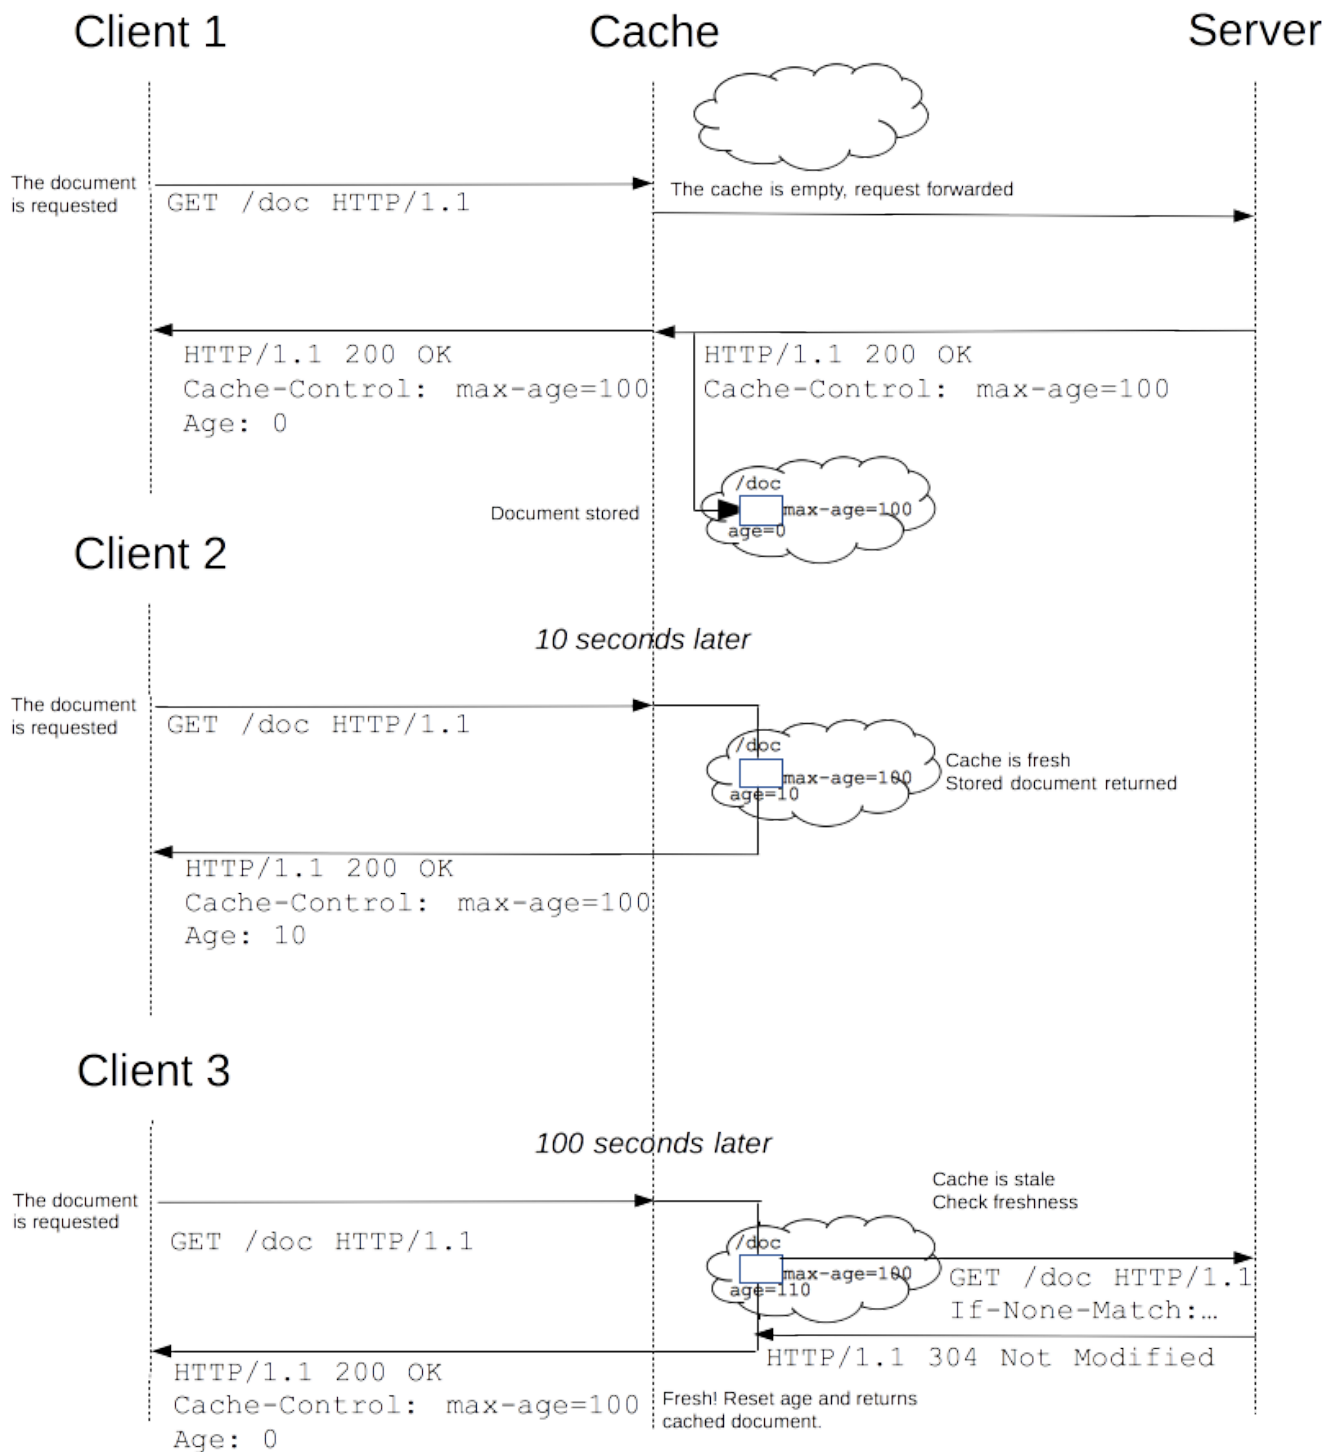 Client 1
Cache
Server
The document
is requested
GET /doc HTTP/1.1
The cache is empty, request forwarded
HTTP/1.1 200 OK
Cache-Control: max-age=100
Age: 0
HTTP/1.1 200 OK
Cache-Control: max-age=100
/doc
max-age=100
age=0
Document stored
Client 2
10 seconds later
The document
is requested
GET /doc HTTP/1.1
/doc
max-age=100
age=10
Cache is fresh
Stored document returned
HTTP/1.1 200 OK
Cache-Control: max-age=100
Age: 10
Client 3
100 seconds later
The document
is requested
GET /doc HTTP/1.1
Cache is stale
Check freshness
/doc
max-age=100
age=110
GET /doc HTTP/1.1
If-None-Match:…
HTTP/1.1 304 Not Modified
HTTP/1.1 200 OK
Cache-Control: max-age=100
Age: 0
Fresh! Reset age and returns
cached document.